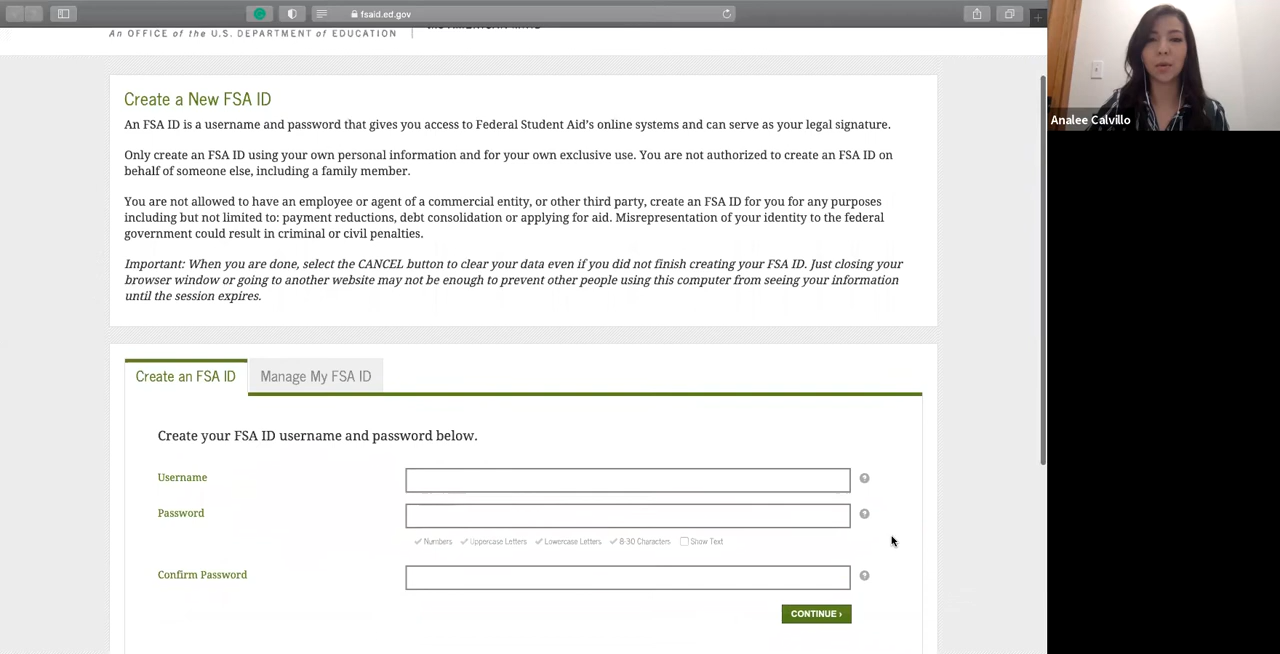 fsaid.ed.gov
An OFFICE of the U.S. DEPARTMENT of EDUCATION
Create a New FSA ID
An FSA ID is a username and password that gives you access to Federal Student Aid's online systems and can serve as your legal signature.
Only create an FSA ID using your own personal information and for your own exclusive use. You are not authorized to create an FSA ID on
behalf of someone else, including a family member.
You are not allowed to have an employee or agent of a commercial entity, or other third party, create an FSA ID for you for any purposes
including but not limited to: payment reductions, debt consolidation or applying for aid. Misrepresentation of your identity to the federal
government could result in criminal or civil penalties.
Important: When you are done, select the CANCEL button to clear your data even if you did not finish creating your FSA ID. Just closing your
browser window or going to another website may not be enough to prevent other people using this computer from seeing your information
until the session expires.
Create an FSA ID
Manage My FSA ID
Create your FSA ID username and password below.
Username
Password
Numbers Uppercase Letters Lowercase Letters 8-30 Characters Show Text
Confirm Password
CONTINUE ›
Analee Calvillo